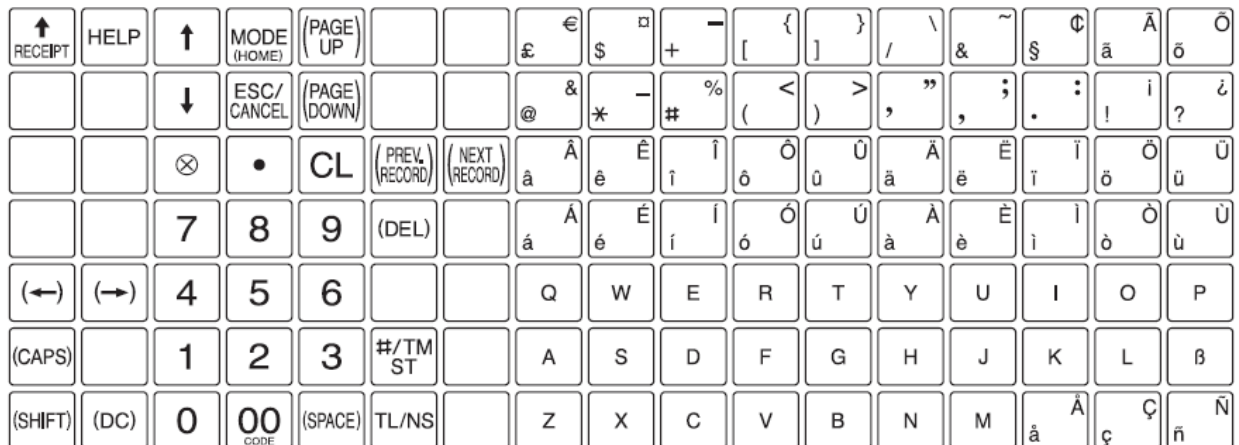 ↑ RECEIPT HELP ↑ MODE (HOME) (PAGE UP) € £ ¤ $ – + { [ } ] \ / ~ & ₵ § Ã ã Õ õ
↓ ESC/CANCEL (PAGE DOWN) & @ _ * % # < ( > ) ” ’ ; , : . ¡ ! ¿ ?
⊗ • CL (PREV. RECORD) (NEXT RECORD) Â â Ê ê Î î Ô ô Û û Ä ä Ë ë Ï ï Ö ö Ü ü
7 8 9 (DEL) Á á É é Í í Ó ó Ú ú À à È è Ì ì Ò ò Ù ù
(←) (→) 4 5 6 Q W E R T Y U I O P
(CAPS) 1 2 3 #/TM ST A S D F G H J K L ß
(SHIFT) (DC) 0 00 CODE (SPACE) TL/NS Z X C V B N M Å å Ç ç Ñ ñ